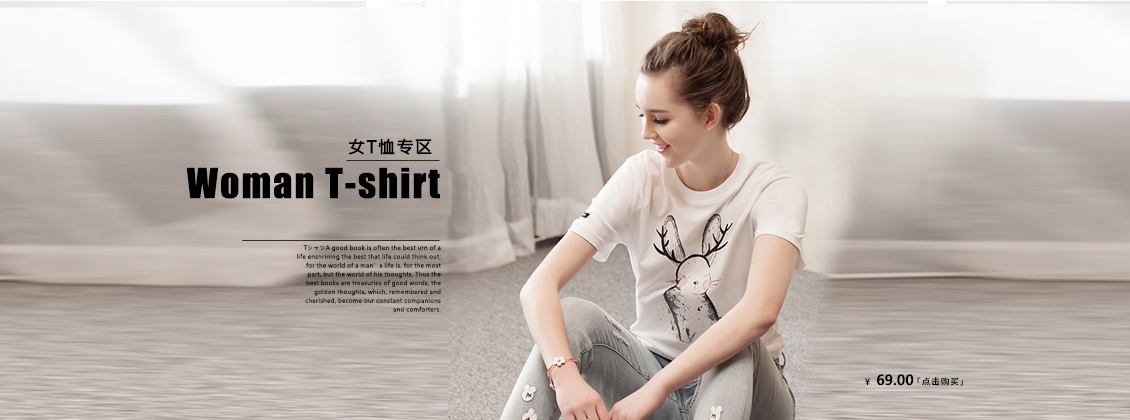 女T恤专区
Woman T-shirt
TシャツA good book is often the best urn of a
life enshrining the best that life could think out;
for the world of a man's life is, for the most
part, but the world of his thoughts. Thus the
best books are treasuries of good words, the
golden thoughts, which, remembered and
cherished, become our constant companions
and comforters.
¥ 69.00「点击购买」